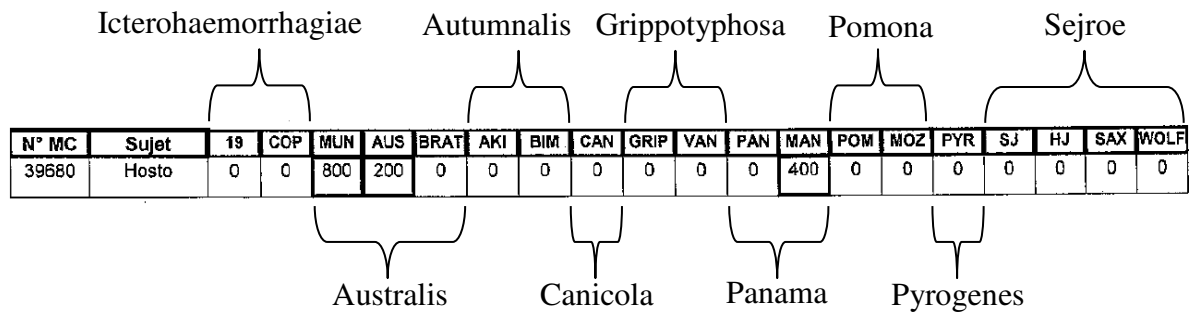 Icterohaemorrhagiae Autumnalis Grippotyphosa Pomona Sejroe
N° MC Sujet 19 COP MUN AUS BRAT AKI BIM CAN GRIP VAN PAN MAN POM MOZ PYR SJ HJ SAX WOLF
39680 Hosto 0 0 800 200 0 0 0 0 0 0 0 400 0 0 0 0 0 0 0
Australis Canicola Panama Pyrogenes